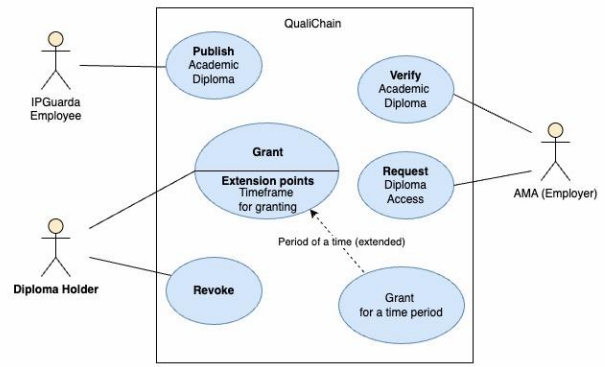 QualiChain
Publish
Academic
Diploma
IPGuarda
Employee
Verify
Academic
Diploma
Grant
Extension points
Timeframe
for granting
Request
Diploma
Access
AMA (Employer)
Period of a time (extended)
Diploma Holder
Revoke
Grant
for a time period